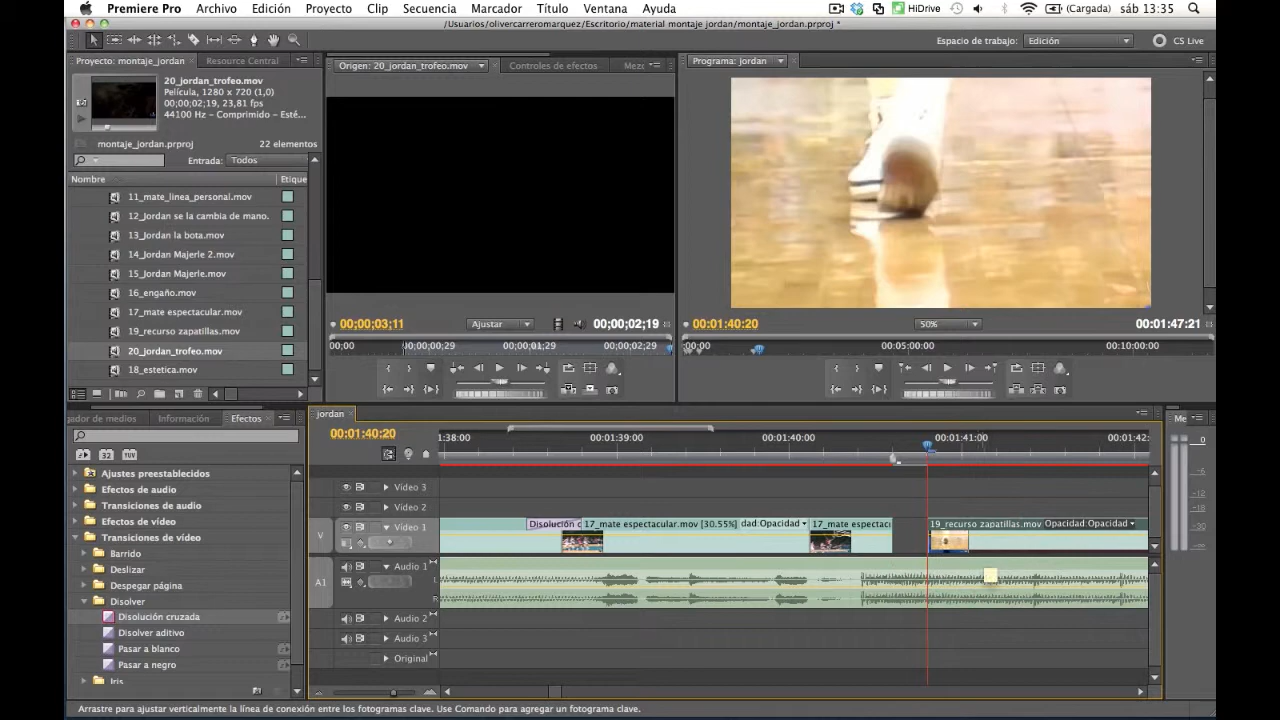 Premiere Pro Archivo Edición Proyecto Clip Secuencia Marcador Título Ventana Ayuda HiDrive (Cargada) sáb 13:35
/Usuarios/olivercarreromarquez/Escritorio/material montaje jordan/montaje_jordan.prproj *
Espacio de trabajo: Edición CS Live
Proyecto: montaje_jordan Resource Central
20_jordan_trofeo.mov
Película, 1280 x 720 (1,0)
00;00;02;19, 23,81 fps
44100 Hz - Comprimido - Esté...
montaje_jordan.prproj 22 elementos
Entrada: Todos
Nombre Etique
11_mate_linea_personal.mov
12_Jordan se la cambia de mano.
13_Jordan la bota.mov
14_Jordan Majerle 2.mov
15_Jordan Majerle.mov
16_engaño.mov
17_mate espectacular.mov
19_recurso zapatillas.mov
20_jordan_trofeo.mov
18_estetica.mov
Origen: 20_jordan_trofeo.mov Controles de efectos Mezc
00;00;03;11 Ajustar 00;00;02;19
00;00 00;00;00;29 00;00;01;29 00;00;02;29
Programa: jordan
00:01:40:20 50% 00:01:47:21
00:00 00:05:00:00 00:10:00:00
gador de medios Información Efectos
Ajustes preestablecidos
Efectos de audio
Transiciones de audio
Efectos de vídeo
Transiciones de vídeo
Barrido
Deslizar
Despegar página
Disolver
Disolución cruzada
Disolver aditivo
Pasar a blanco
Pasar a negro
Iris
jordan
00:01:40:20
1:38:00 00:01:39:00 00:01:40:00 00:01:41:00 00:01:42:
Vídeo 3
Vídeo 2
V Vídeo 1
Disolución c 17_mate espectacular.mov [30.55%] dad:Opacidad 17_mate espectac 19_recurso zapatillas.mov Opacidad:Opacidad
A1 Audio 1
L
R
Audio 2
Audio 3
Original
Me
0
-6
-12
-18
-30
Arrastre para ajustar verticalmente la línea de conexión entre los fotogramas clave. Use Comando para agregar un fotograma clave.